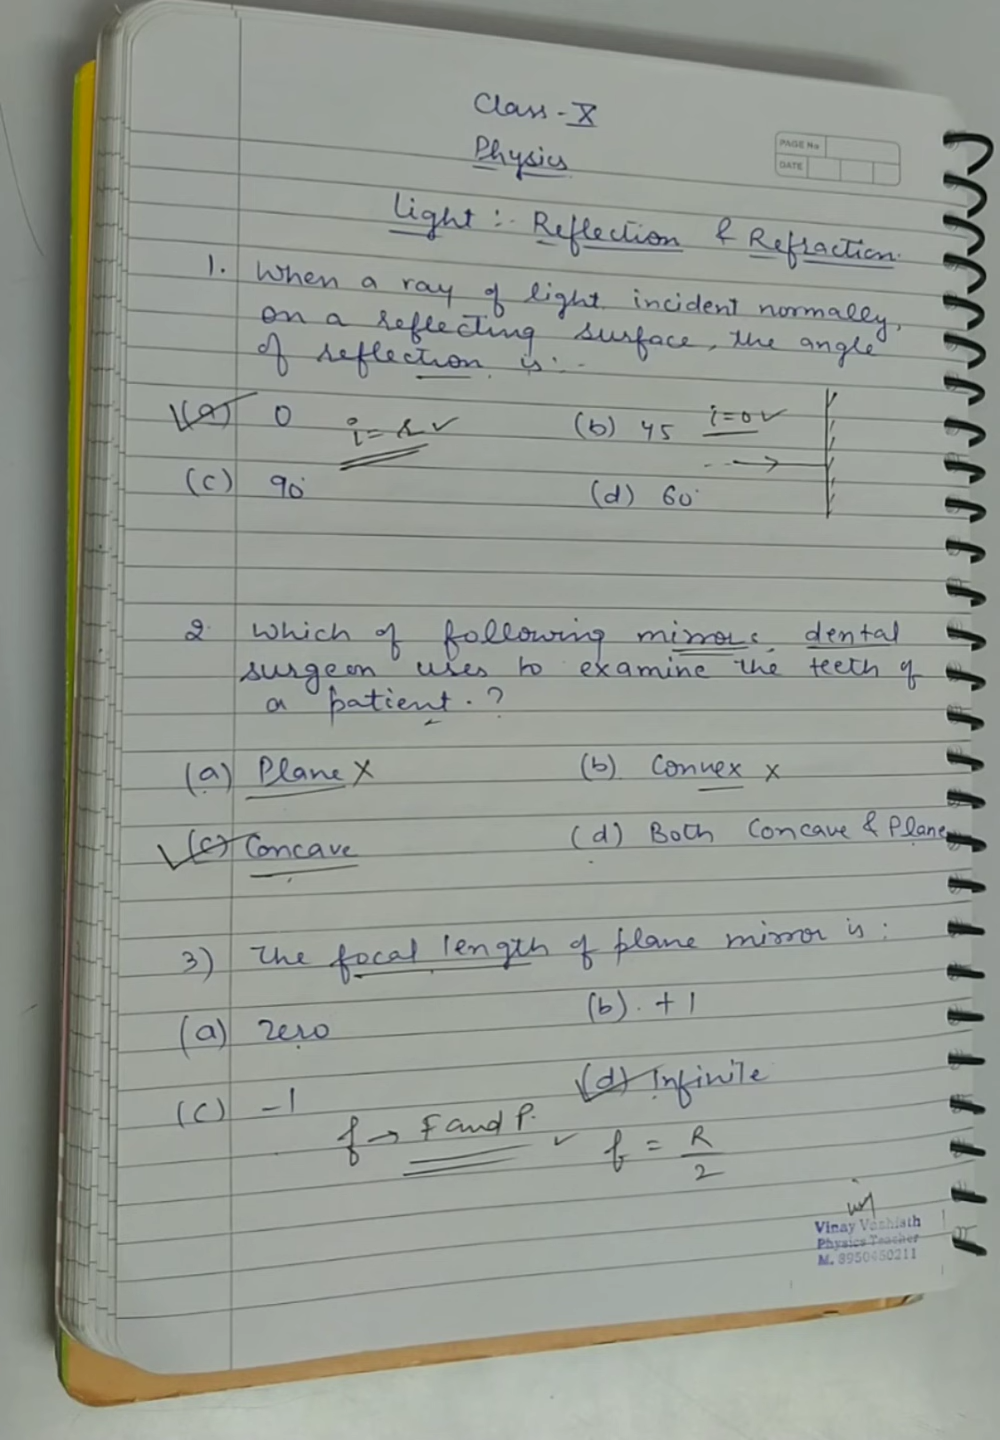 Class - X
Physics
PAGE No
DATE
Light :- Reflection & Refraction.
1. When a ray of light incident normally,
on a reflecting surface, the angle
of reflection is :-
(a) 0 i = r ✓ (b) 45 i = 0 ✓
(c) 90° (d) 60°
2. Which of following mirrors dental
surgeon uses to examine the teeth of
a patient. ?
(a) Plane X (b) Convex x
(c) Concave (d) Both Concave & Plane
3) The focal length of plane mirror is :
(a) zero (b). +1
(c) -1 (d) Infinite
f → F and P. ✓ f = R/2
Vinay
Physics Teacher